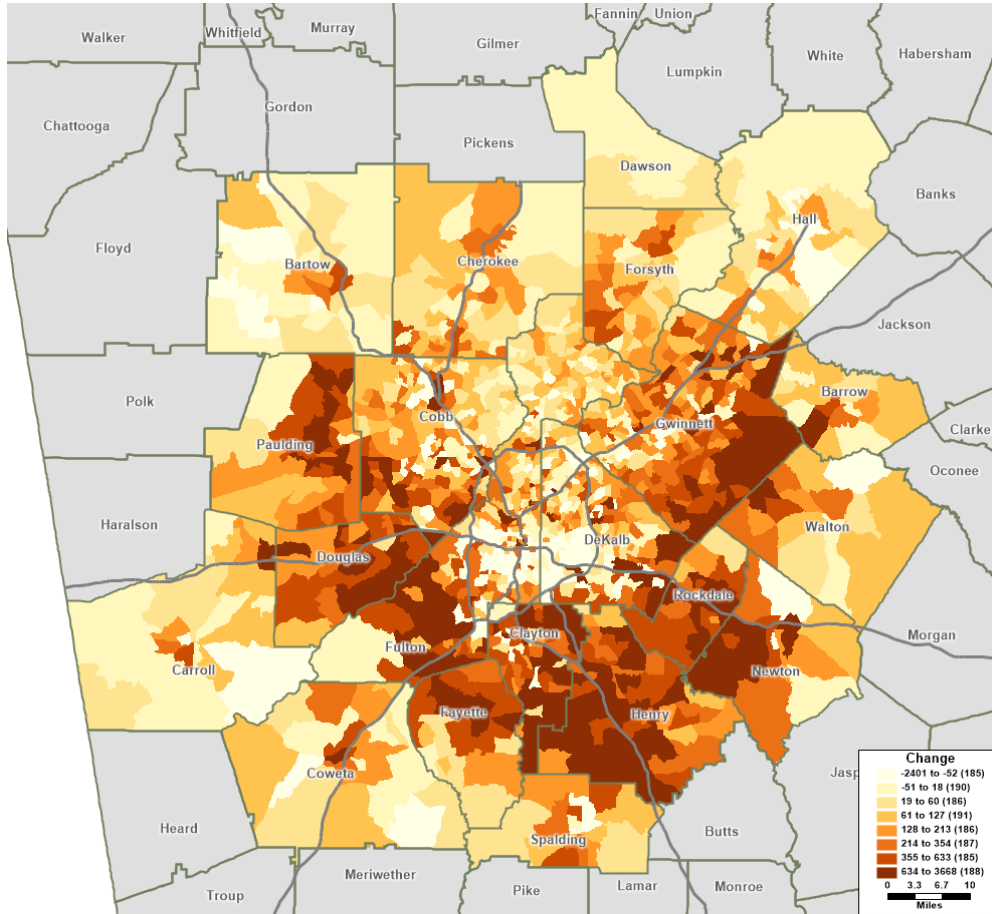 Fannin
Union
Walker
Whitfield
Murray
Gilmer
White
Habersham
Lumpkin
Gordon
Chattooga
Pickens
Dawson
Banks
Hall
Floyd
Bartow
Cherokee
Forsyth
Jackson
Polk
Cobb
Barrow
Gwinnett
Clarke
Paulding
Oconee
Haralson
Walton
DeKalb
Douglas
Rockdale
Clayton
Morgan
Fulton
Carroll
Newton
Fayette
Henry
Coweta
Jasp
Heard
Butts
Spalding
Meriwether
Troup
Pike
Lamar
Monroe
Change
-2401 to -52 (185)
-51 to 18 (190)
19 to 60 (186)
61 to 127 (191)
128 to 213 (186)
214 to 354 (187)
355 to 633 (185)
634 to 3668 (188)
0 3.3 6.7 10
Miles